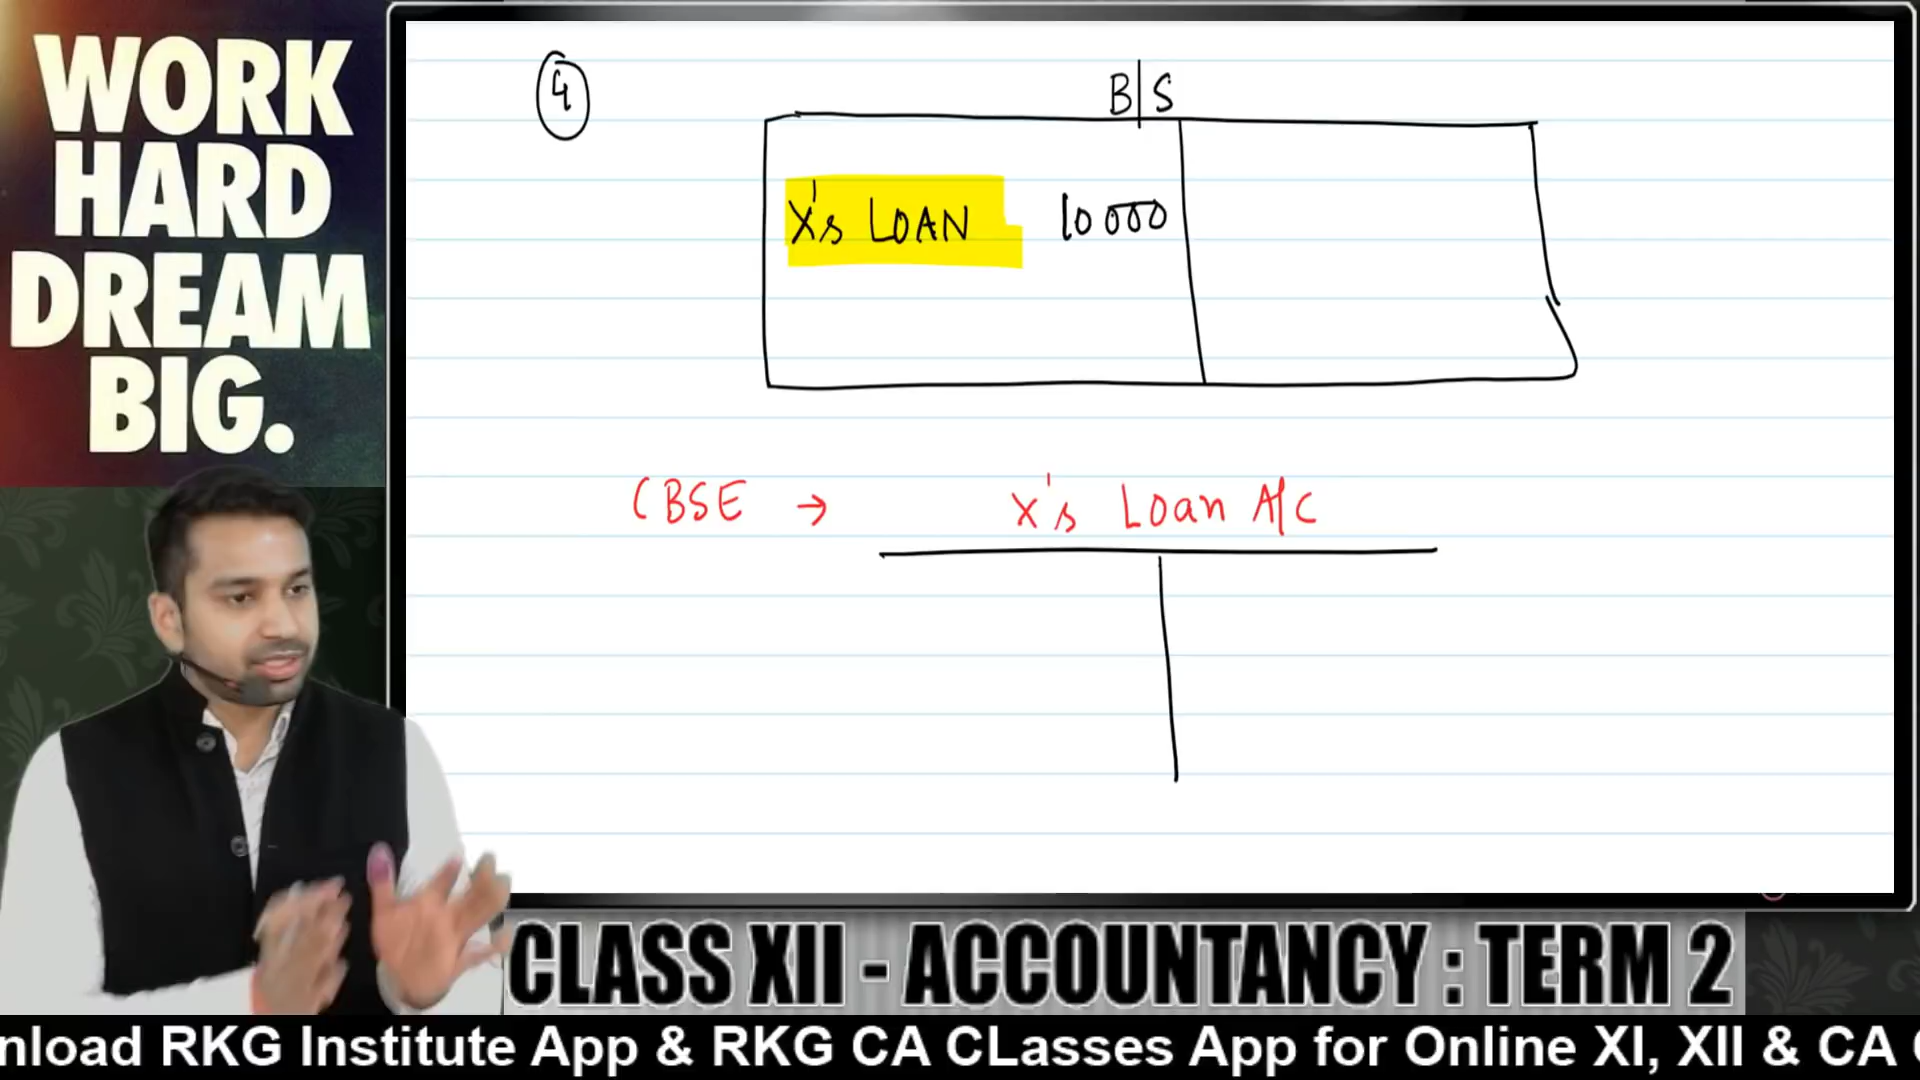 WORK
HARD
DREAM
BIG.
4
B|S
X's LOAN 10000
CBSE → X's Loan A/C
CLASS XII - ACCOUNTANCY : TERM 2
nload RKG Institute App & RKG CA CLasses App for Online XI, XII & CA